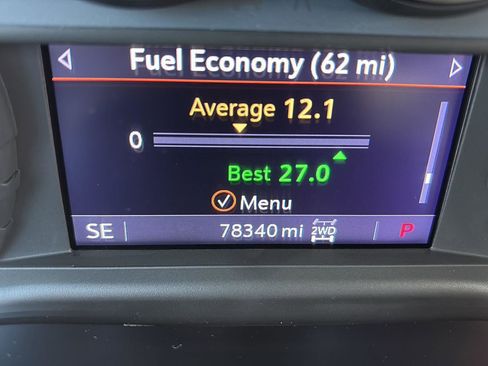 Fuel Economy (62 mi)
Average 12.1
0
Best 27.0
Menu
SE 78340 mi 2WD P